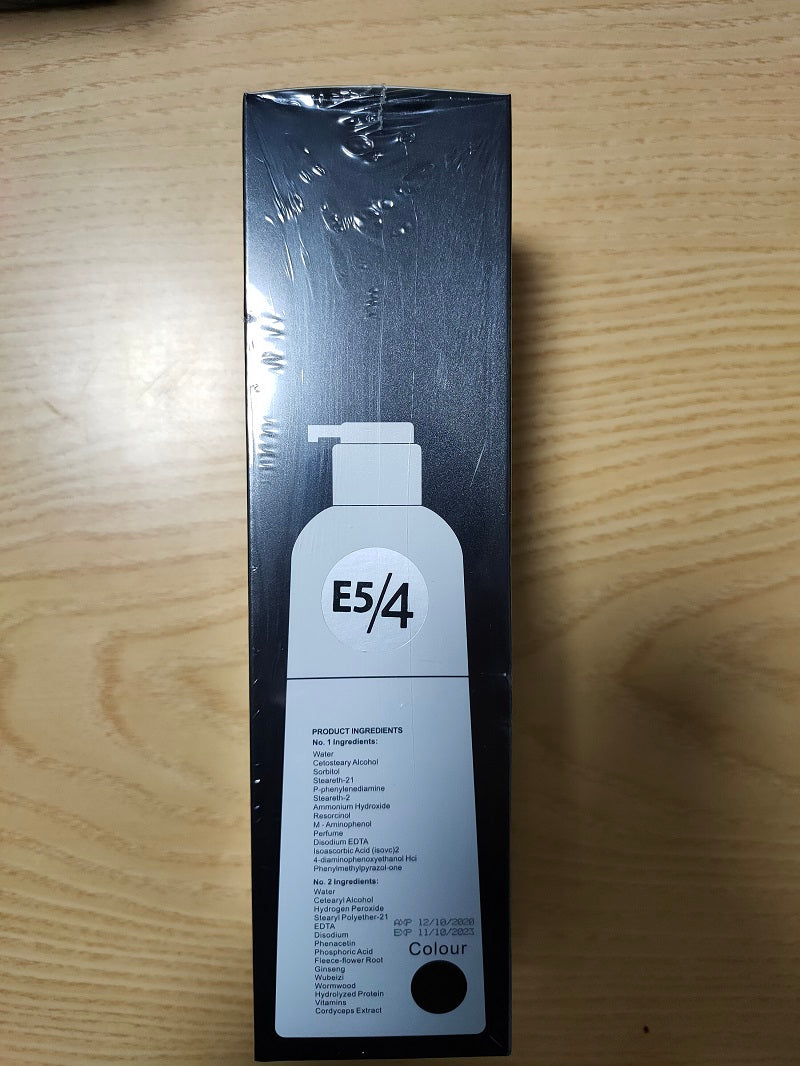 E5/4
PRODUCT INGREDIENTS
No. 1 Ingredients:
Water
Cetosteary Alcohol
Sorbitol
Steareth-21
P-phenylenediamine
Steareth-2
Ammonium Hydroxide
Resorcinol
M - Aminophenol
Perfume
Disodium EDTA
Isoascorbic Acid (isovc)2
4-diaminophenoxyethanol Hci
Phenylmethylpyrazol-one
No. 2 Ingredients:
Water
Cetearyl Alcohol
Hydrogen Peroxide
Stearyl Polyether-21
EDTA
Disodium
Phenacetin
Phosphoric Acid
Fleece-flower Root
Ginseng
Wubeizi
Wormwood
Hydrolyzed Protein
Vitamins
Cordyceps Extract
12/10/2020
EXP 11/10/2023
Colour